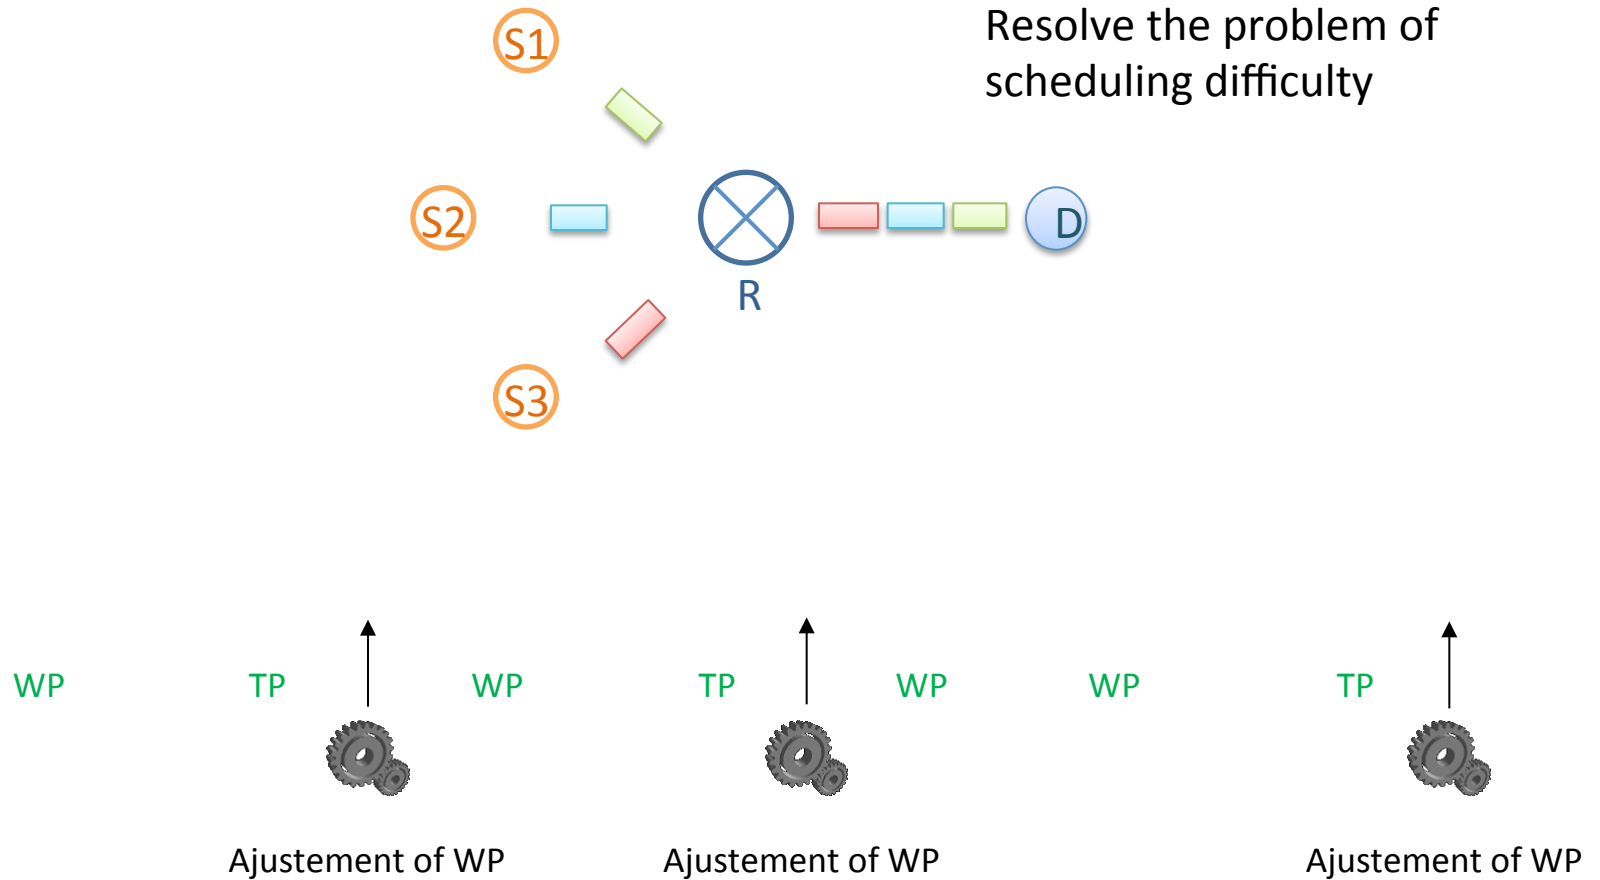 S1
Resolve the problem of
scheduling difficulty
S2
D
R
S3
WP TP WP TP WP WP TP
Ajustement of WP Ajustement of WP Ajustement of WP